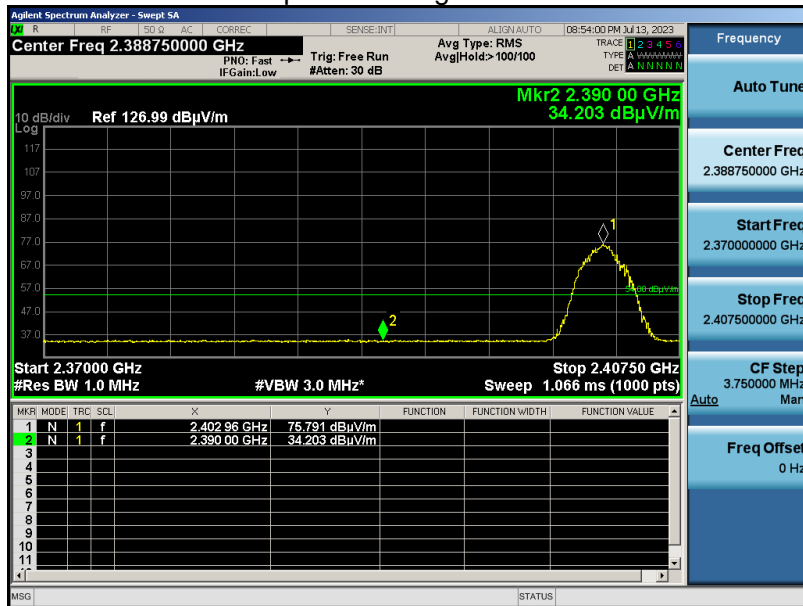 Agilent Spectrum Analyzer - Swept SA
LXI R RF 50 Ω AC CORREC SENSE:INT ALIGN AUTO 08:54:00 PM Jul 13, 2023
Center Freq 2.388750000 GHz
PNO: Fast
IFGain:Low
Trig: Free Run
#Atten: 30 dB
Avg Type: RMS
Avg|Hold:> 100/100
TRACE 1 2 3 4 5 6
TYPE A WWWWW
DET A N N N N N
Mkr2 2.390 00 GHz
34.203 dBµV/m
10 dB/div Ref 126.99 dBµV/m
Log
117
107
97.0
87.0
77.0
67.0
57.0
47.0
37.0
1
2
Start 2.37000 GHz Stop 2.40750 GHz
#Res BW 1.0 MHz #VBW 3.0 MHz* Sweep 1.066 ms (1000 pts)
MKR MODE TRC SCL X Y FUNCTION FUNCTION WIDTH FUNCTION VALUE
1 N 1 f 2.402 96 GHz 75.791 dBµV/m
2 N 1 f 2.390 00 GHz 34.203 dBµV/m
3
4
5
6
7
8
9
10
11
MSG STATUS
Frequency
Auto Tune
Center Freq
2.388750000 GHz
Start Freq
2.370000000 GHz
Stop Freq
2.407500000 GHz
CF Step
3.750000 MHz
Auto Man
Freq Offset
0 Hz